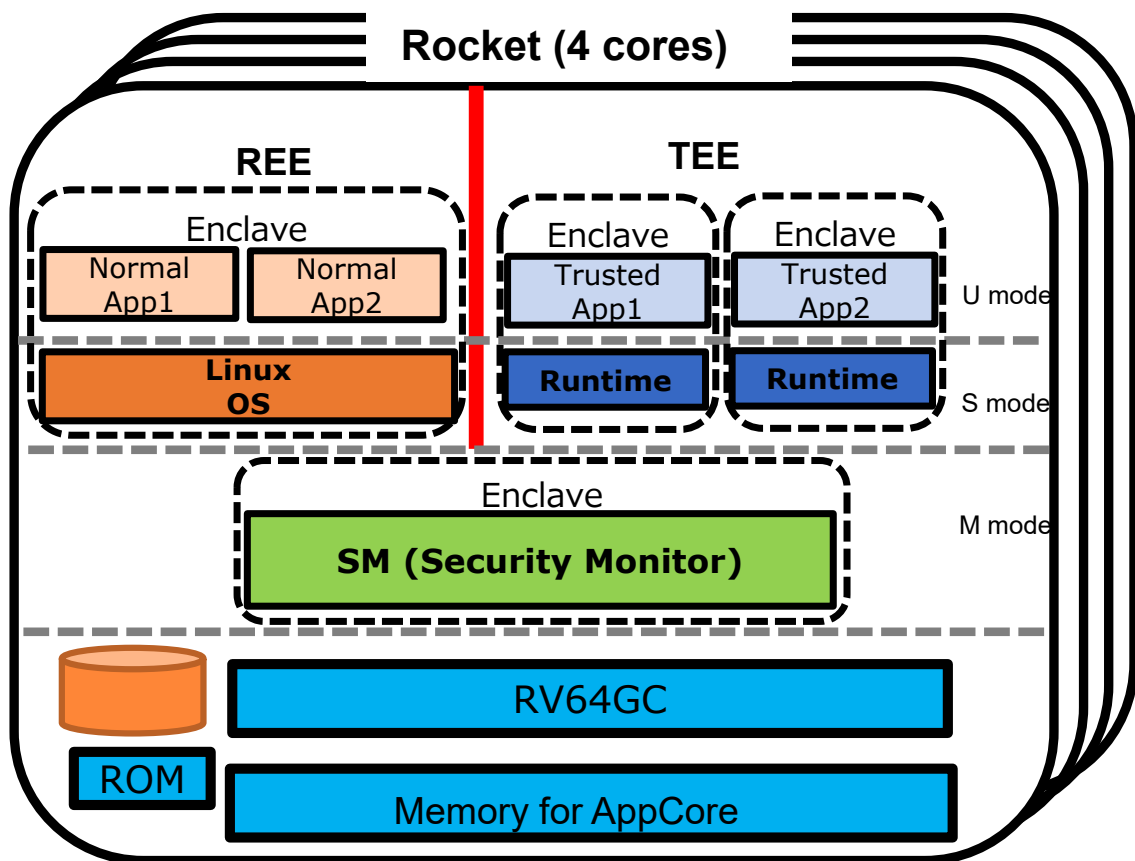 Rocket (4 cores)
REE
TEE
Enclave
Normal
App1
Normal
App2
Enclave
Trusted
App1
Enclave
Trusted
App2
U mode
Linux
OS
Runtime
Runtime
S mode
Enclave
SM (Security Monitor)
M mode
RV64GC
ROM
Memory for AppCore